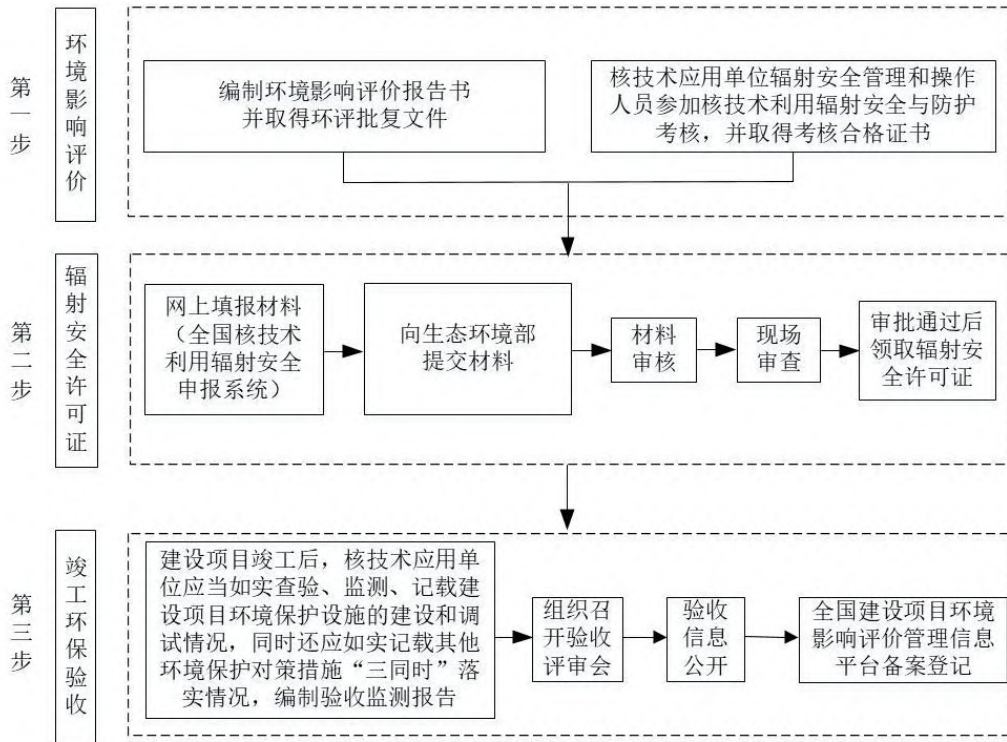 第一步
环境影响评价
编制环境影响评价报告书
并取得环评批复文件
核技术应用单位辐射安全管理和操作
人员参加核技术利用辐射安全与防护
考核，并取得考核合格证书
第二步
辐射安全许可证
网上填报材料
（全国核技术
利用辐射安全
申报系统）
向生态环境部
提交材料
材料
审核
现场
审查
审批通过后
领取辐射安
全许可证
第三步
竣工环保验收
建设项目竣工后，核技术应用单
位应当如实查验、监测、记载建
设项目环境保护设施的建设和调
试情况，同时还应如实记载其他
环境保护对策措施“三同时”落
实情况，编制验收监测报告
组织召
开验收
评审会
验收
信息
公开
全国建设项目环境
影响评价管理信息
平台备案登记